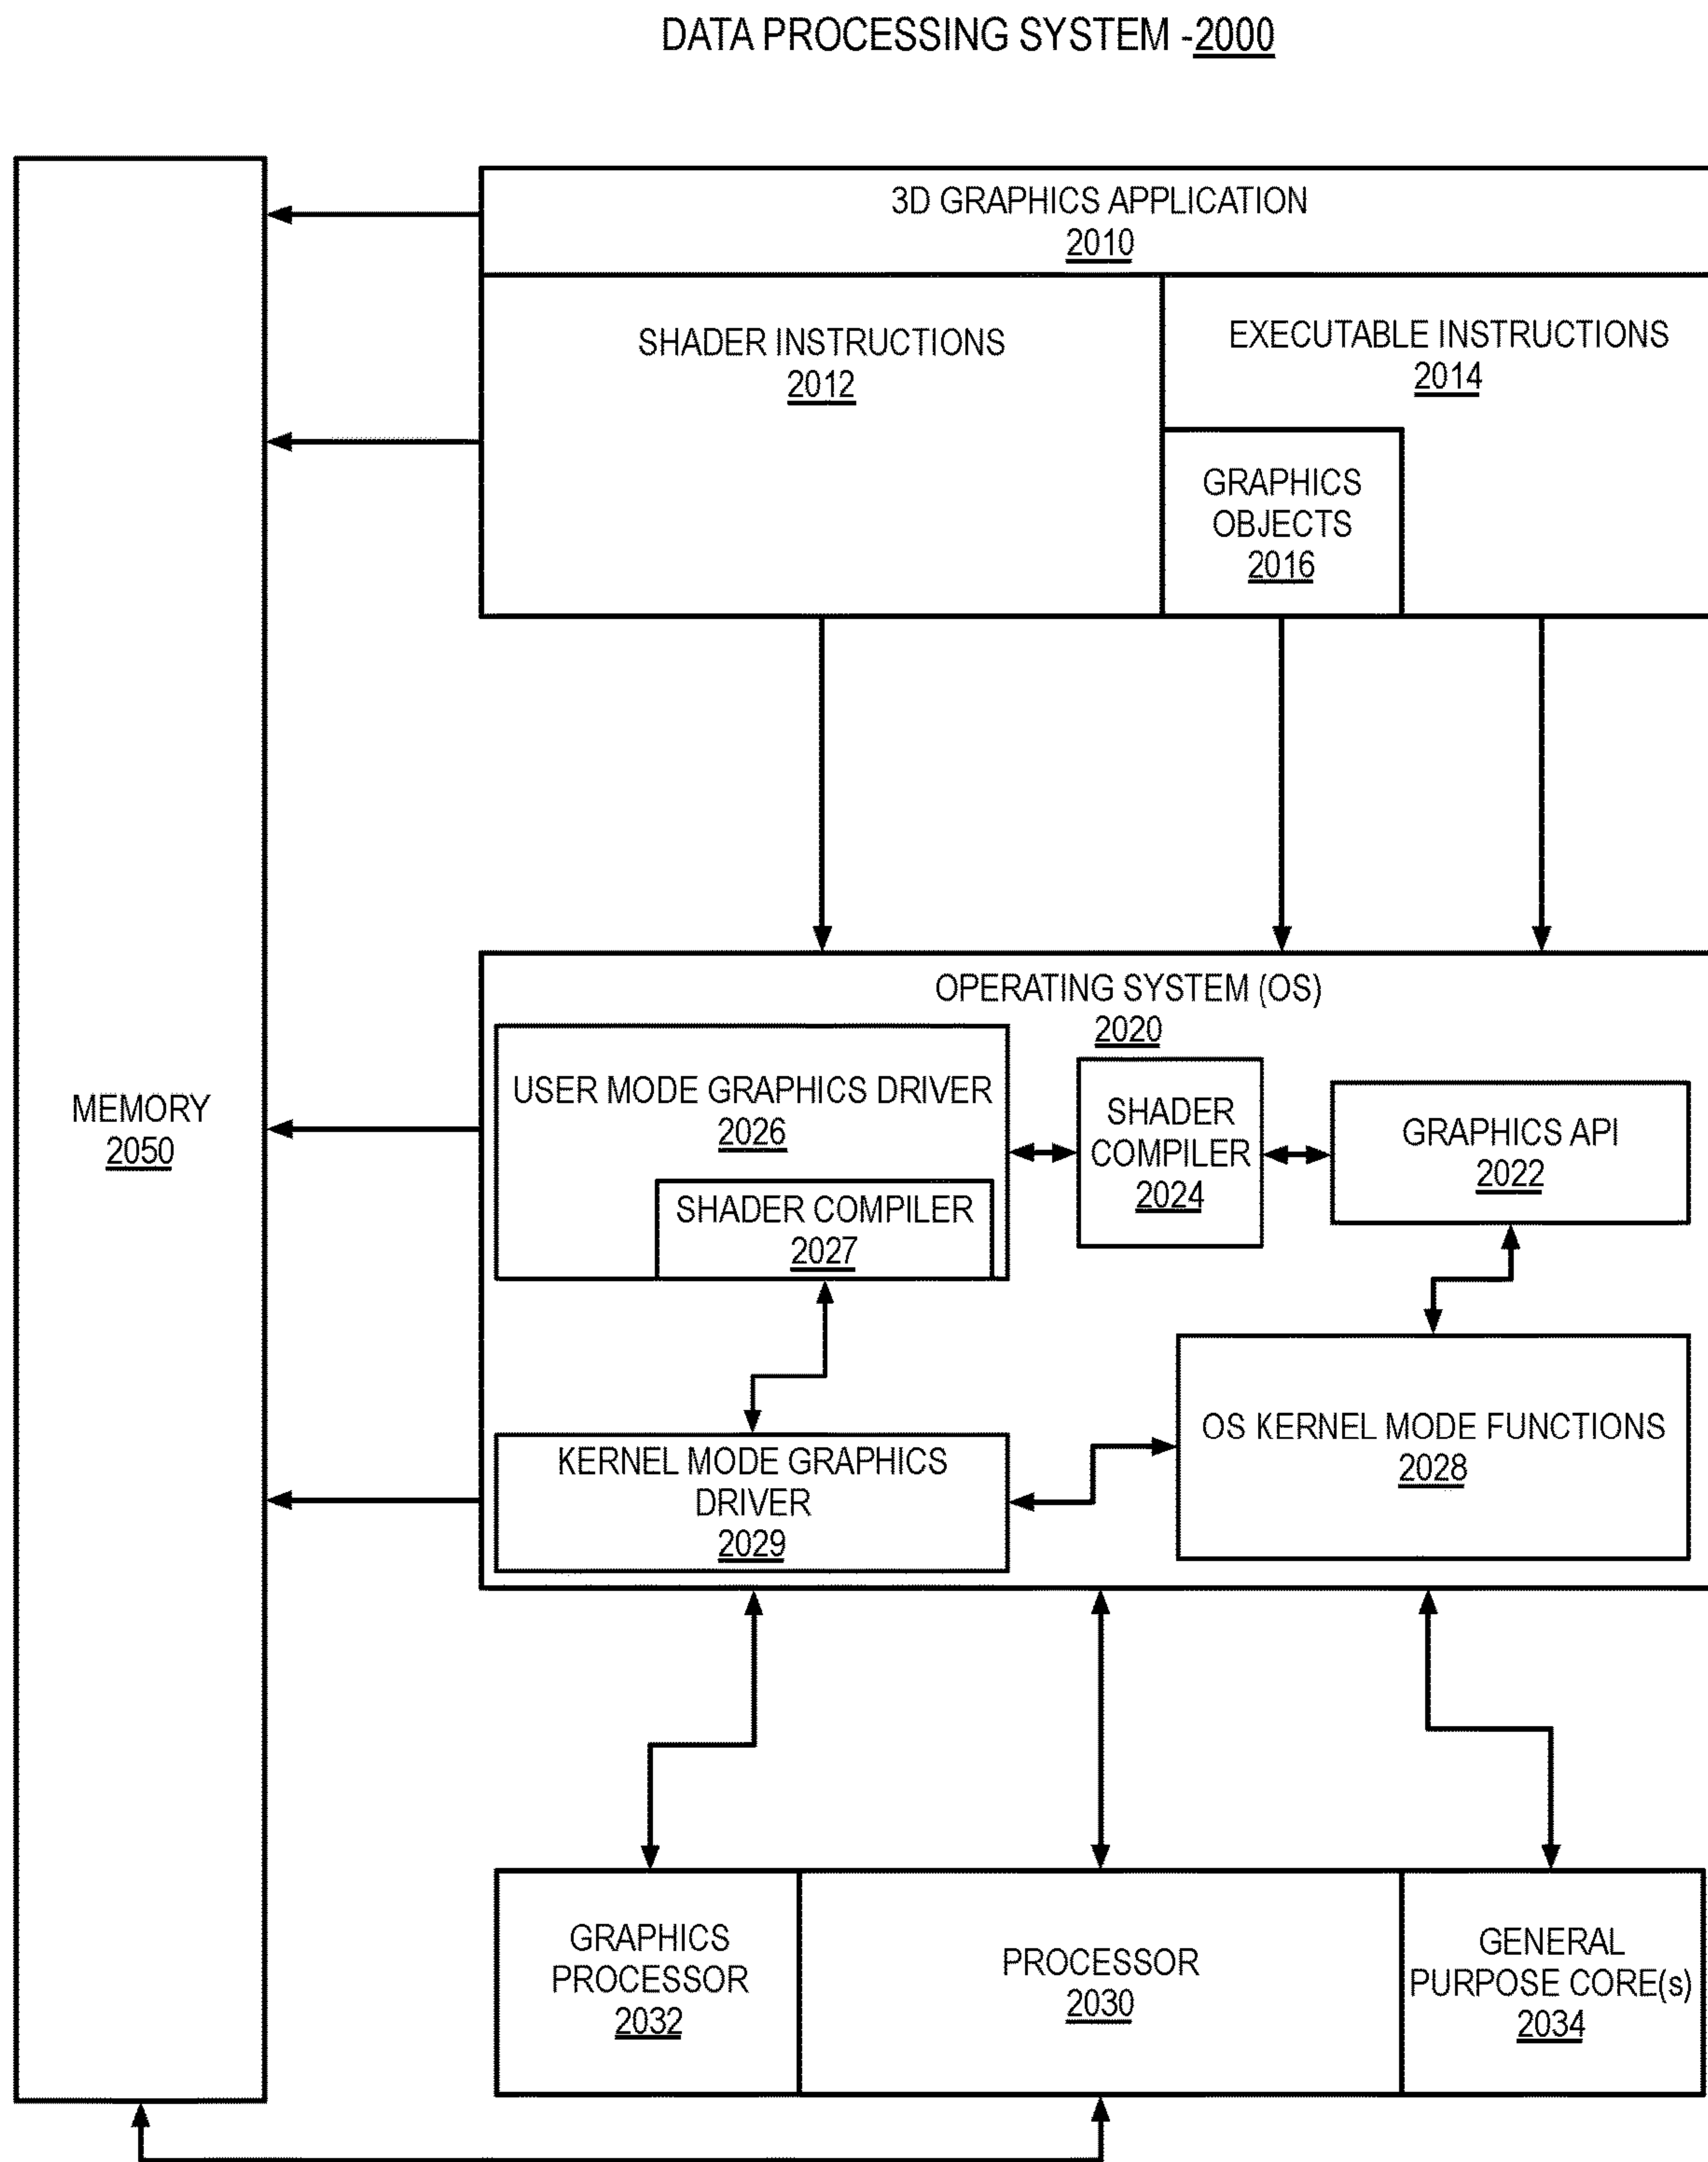 DATA PROCESSING SYSTEM -2000
3D GRAPHICS APPLICATION
2010
SHADER INSTRUCTIONS
2012
EXECUTABLE INSTRUCTIONS
2014
GRAPHICS
OBJECTS
2016
MEMORY
2050
OPERATING SYSTEM (OS)
2020
USER MODE GRAPHICS DRIVER
2026
SHADER COMPILER
2027
SHADER
COMPILER
2024
GRAPHICS API
2022
KERNEL MODE GRAPHICS
DRIVER
2029
OS KERNEL MODE FUNCTIONS
2028
GRAPHICS
PROCESSOR
2032
PROCESSOR
2030
GENERAL
PURPOSE CORE(s)
2034